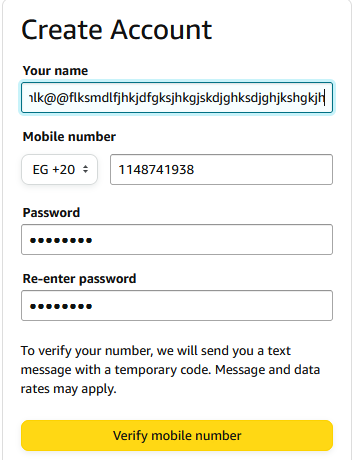 Create Account
Your name
ılk@@flksmdlfjhkjdfgksjhkgjskdjghksdjghjkshgkjh
Mobile number
EG +20 1148741938
Password
••••••••
Re-enter password
••••••••
To verify your number, we will send you a text
message with a temporary code. Message and data
rates may apply.
Verify mobile number